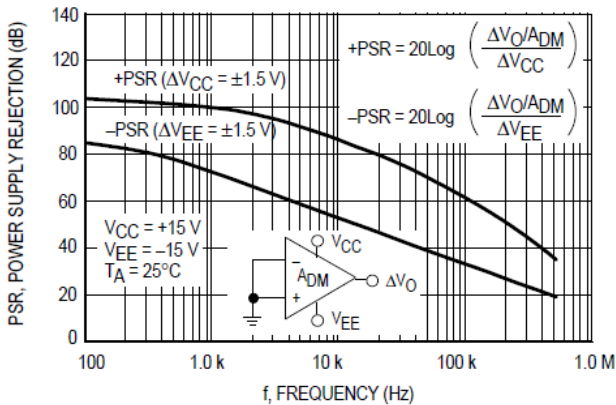 PSR, POWER SUPPLY REJECTION (dB)
140
120
100
80
60
40
20
0
+PSR = 20Log (ΔVO/ADM / ΔVCC)
–PSR = 20Log (ΔVO/ADM / ΔVEE)
+PSR (ΔVCC = ±1.5 V)
–PSR (ΔVEE = ±1.5 V)
VCC = +15 V
VEE = –15 V
TA = 25°C
VCC
–
ADM
+
ΔVO
VEE
100
1.0 k
10 k
100 k
1.0 M
f, FREQUENCY (Hz)